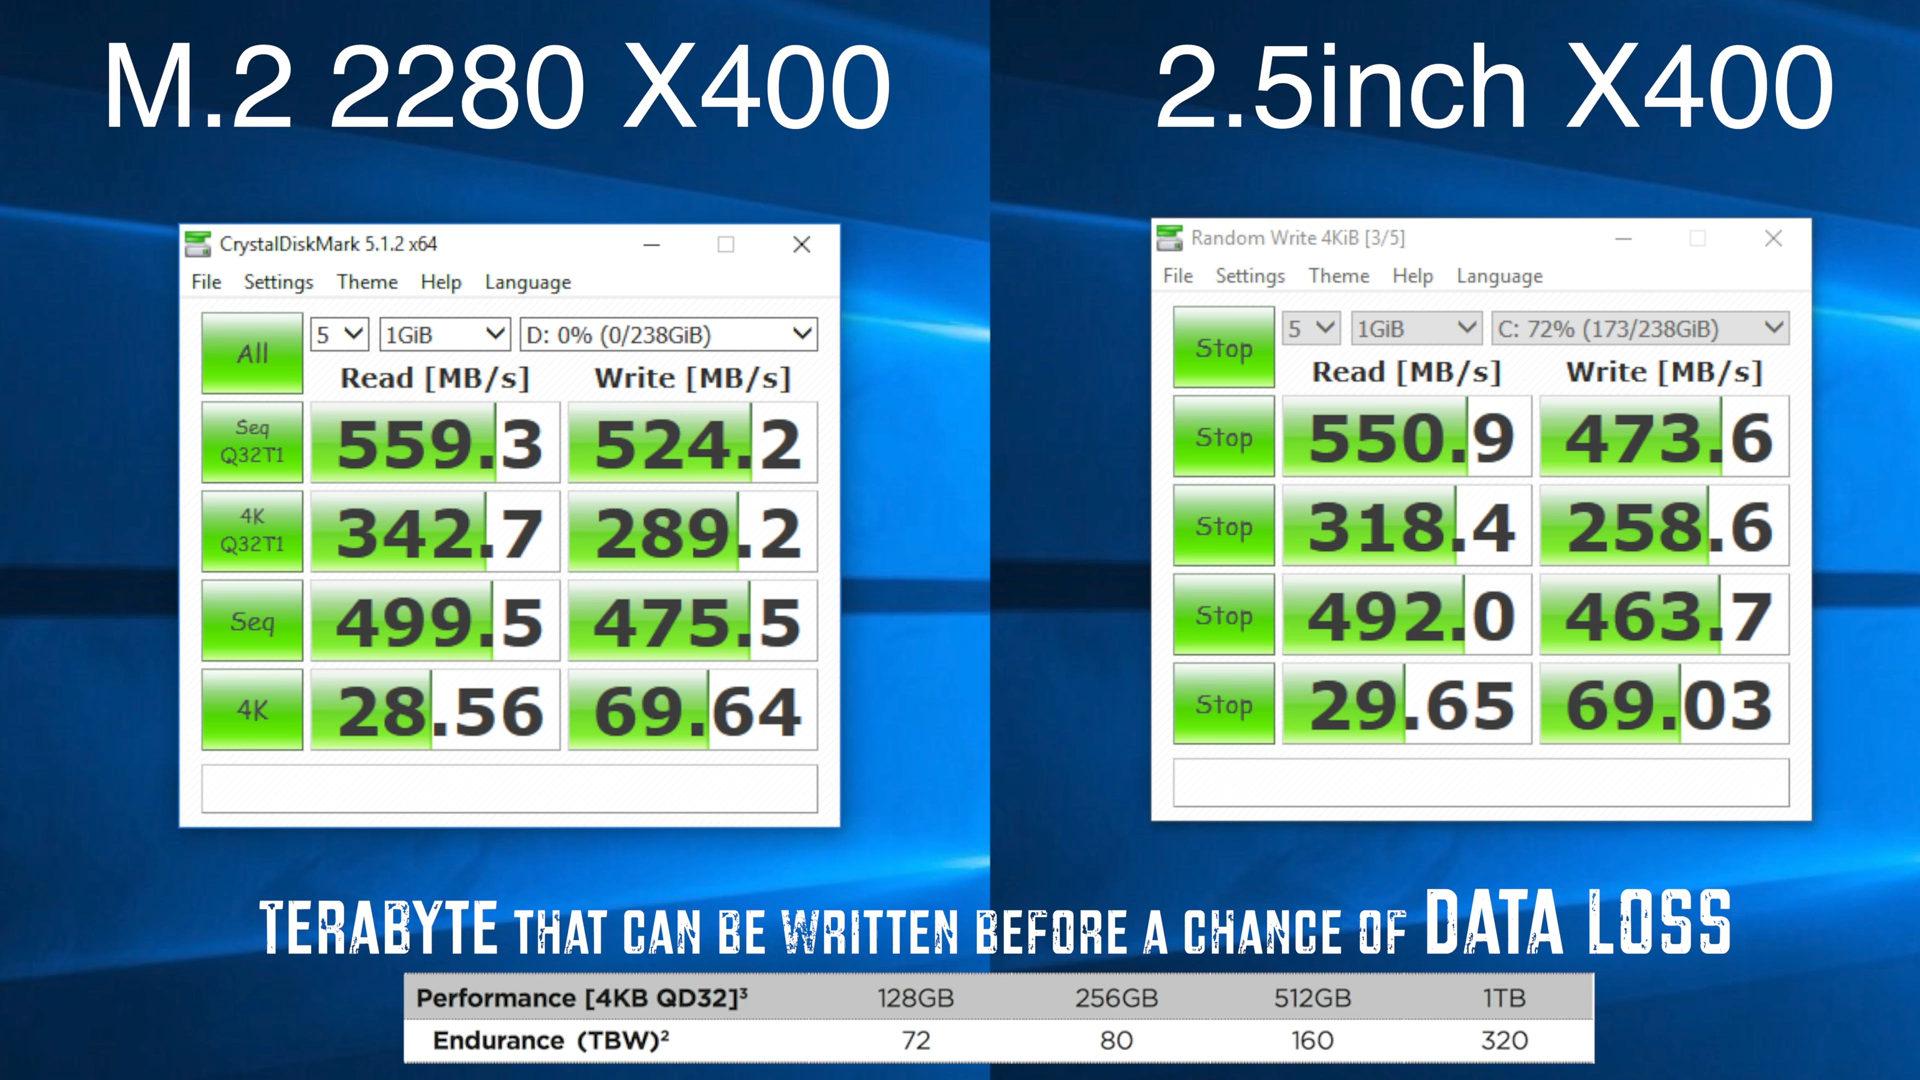 M.2 2280 X400
CrystalDiskMark 5.1.2 x64
File Settings Theme Help Language
All 5 1GiB D: 0% (0/238GiB)
Read [MB/s] Write [MB/s]
Seq Q32T1 559.3 524.2
4K Q32T1 342.7 289.2
Seq 499.5 475.5
4K 28.56 69.64
2.5inch X400
Random Write 4KiB [3/5]
File Settings Theme Help Language
Stop 5 1GiB C: 72% (173/238GiB)
Read [MB/s] Write [MB/s]
Stop 550.9 473.6
Stop 318.4 258.6
Stop 492.0 463.7
Stop 29.65 69.03
TERABYTE THAT CAN BE WRITTEN BEFORE A CHANCE OF DATA LOSS
Performance [4KB QD32]³ 128GB 256GB 512GB 1TB
Endurance (TBW)² 72 80 160 320